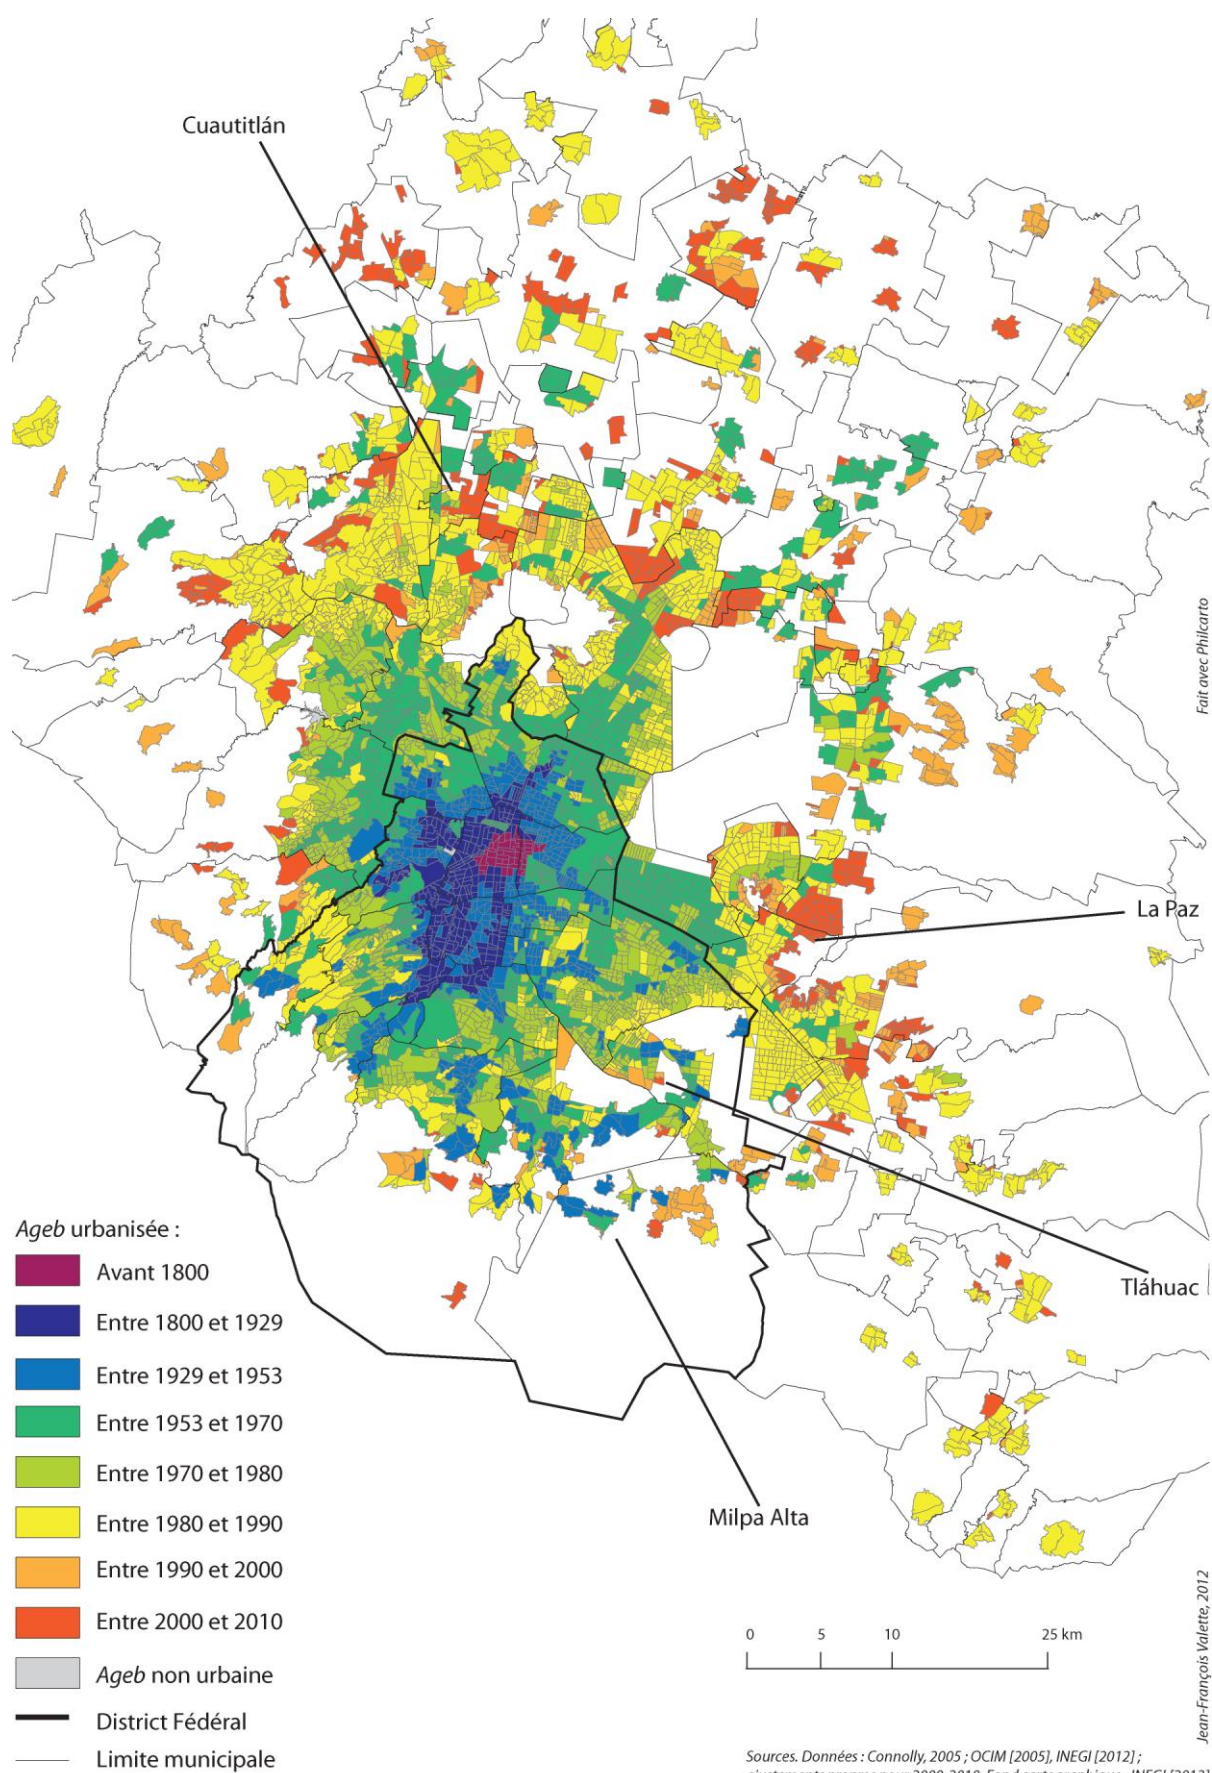 Cuautitlán
Fait avec Philcarto
La Paz
Tláhuac
Milpa Alta
Ageb urbanisée :
Avant 1800
Entre 1800 et 1929
Entre 1929 et 1953
Entre 1953 et 1970
Entre 1970 et 1980
Entre 1980 et 1990
Entre 1990 et 2000
Entre 2000 et 2010
Ageb non urbaine
District Fédéral
Limite municipale
0 5 10 25 km
Jean-François Valette, 2012
Sources. Données : Connolly, 2005 ; OCIM [2005], INEGI [2012] ;